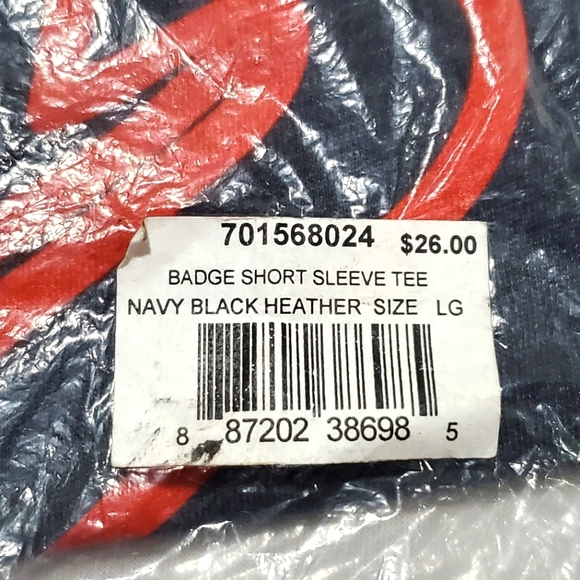 701568024 $26.00
BADGE SHORT SLEEVE TEE
NAVY BLACK HEATHER SIZE LG
8 87202 38698 5